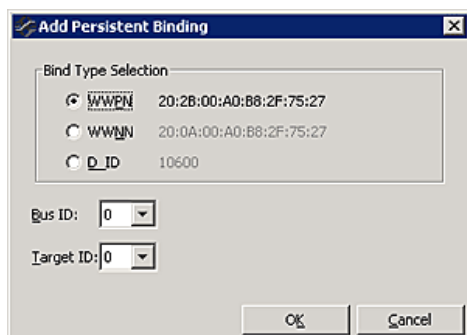 Add Persistent Binding
Bind Type Selection
WWPN 20:2B:00:A0:B8:2F:75:27
WWNN 20:0A:00:A0:B8:2F:75:27
D_ID 10600
Bus ID: 0
Target ID: 0
OK Cancel